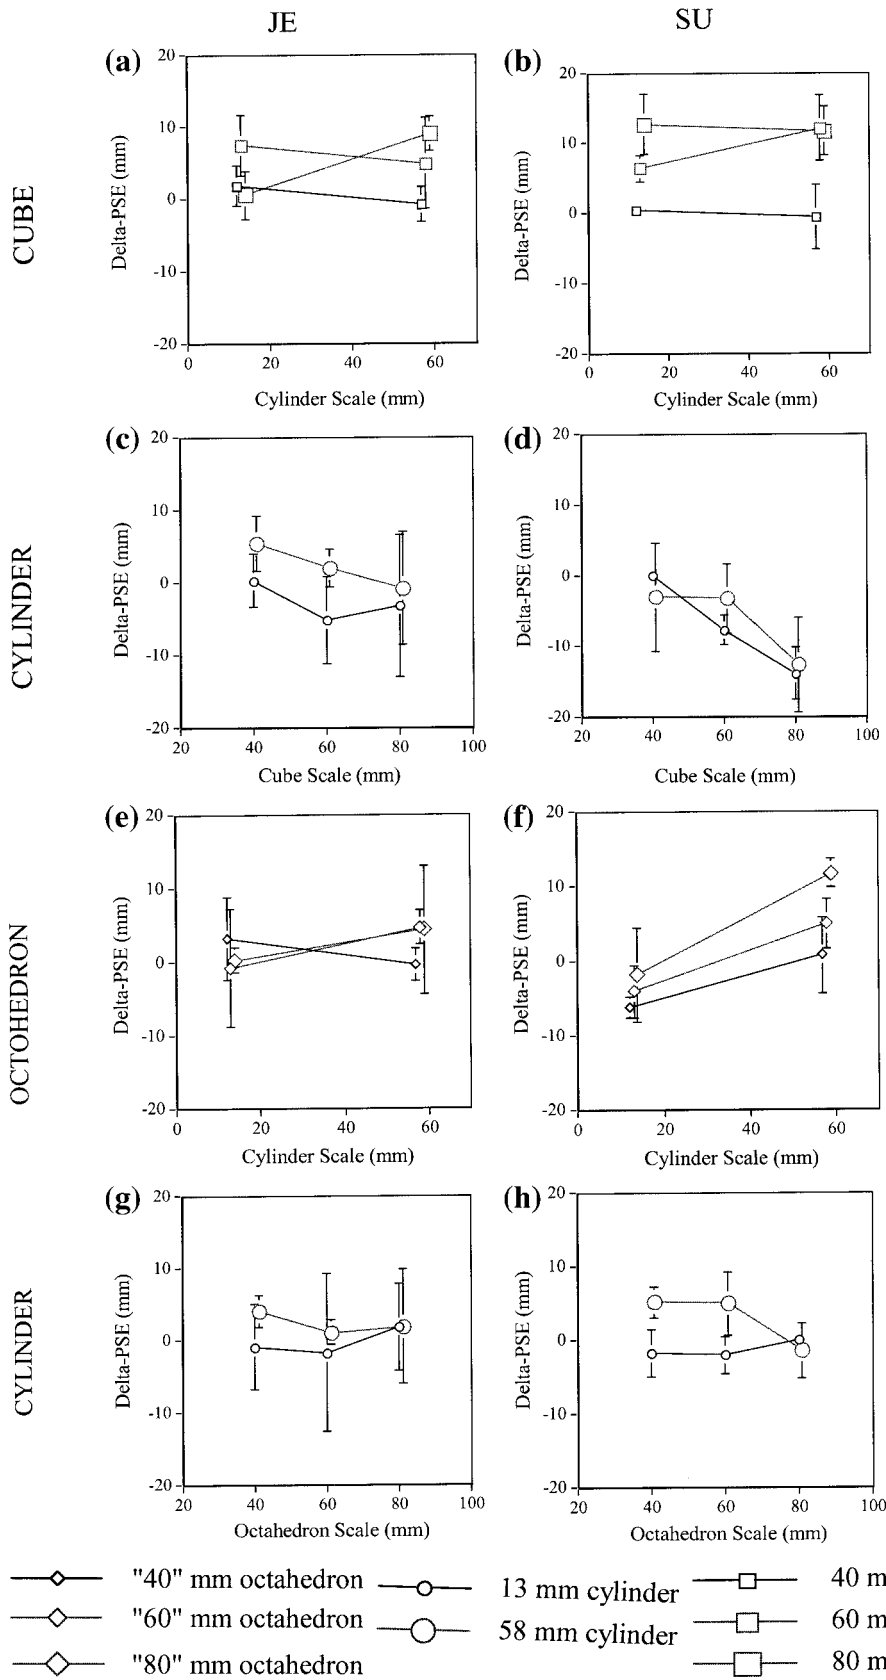 JE
SU
CUBE
(a)
20
10
0
-10
-20
Delta-PSE (mm)
0 20 40 60
Cylinder Scale (mm)
(b)
20
10
0
-10
-20
Delta-PSE (mm)
0 20 40 60
Cylinder Scale (mm)
CYLINDER
(c)
20
10
0
-10
-20
Delta-PSE (mm)
20 40 60 80 100
Cube Scale (mm)
(d)
20
10
0
-10
-20
Delta-PSE (mm)
20 40 60 80 100
Cube Scale (mm)
OCTOHEDRON
(e)
20
10
0
-10
-20
Delta-PSE (mm)
0 20 40 60
Cylinder Scale (mm)
(f)
20
10
0
-10
-20
Delta-PSE (mm)
0 20 40 60
Cylinder Scale (mm)
CYLINDER
(g)
20
10
0
-10
-20
Delta-PSE (mm)
20 40 60 80 100
Octahedron Scale (mm)
(h)
20
10
0
-10
-20
Delta-PSE (mm)
20 40 60 80 100
Octahedron Scale (mm)
"40" mm octahedron
"60" mm octahedron
"80" mm octahedron
13 mm cylinder
58 mm cylinder
40 m
60 m
80 m